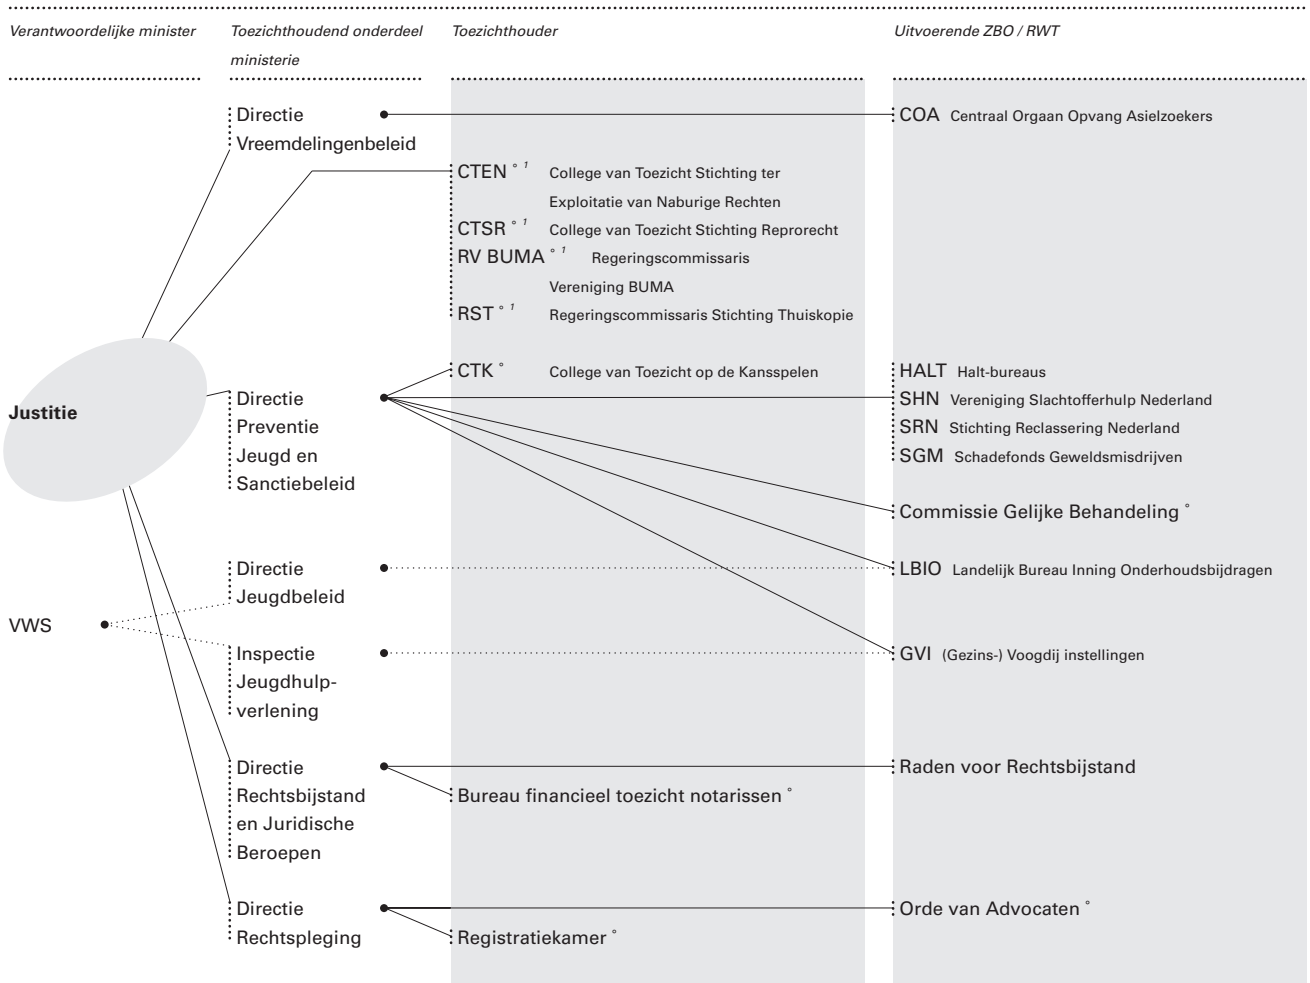 Verantwoordelijke minister Toezichthoudend onderdeel Toezichthouder Uitvoerende ZBO / RWT
ministerie
Directie COA Centraal Orgaan Opvang Asielzoekers
Vreemdelingenbeleid
CTEN ° 1 College van Toezicht Stichting ter
Exploitatie van Naburige Rechten
CTSR ° 1 College van Toezicht Stichting Reprorecht
RV BUMA ° 1 Regeringscommissaris
Vereniging BUMA
RST ° 1 Regeringscommissaris Stichting Thuiskopie
CTK ° College van Toezicht op de Kansspelen HALT Halt-bureaus
Directie SHN Vereniging Slachtofferhulp Nederland
Justitie
Preventie SRN Stichting Reclassering Nederland
Jeugd en SGM Schadefonds Geweldsmisdrijven
Sanctiebeleid
Commissie Gelijke Behandeling °
Directie LBIO Landelijk Bureau Inning Onderhoudsbijdragen
Jeugdbeleid
VWS
Inspectie GVI (Gezins-) Voogdij instellingen
Jeugdhulp-
verlening
Directie Raden voor Rechtsbijstand
Rechtsbijstand Bureau financieel toezicht notarissen °
en Juridische
Beroepen
Directie Orde van Advocaten °
Rechtspleging Registratiekamer °